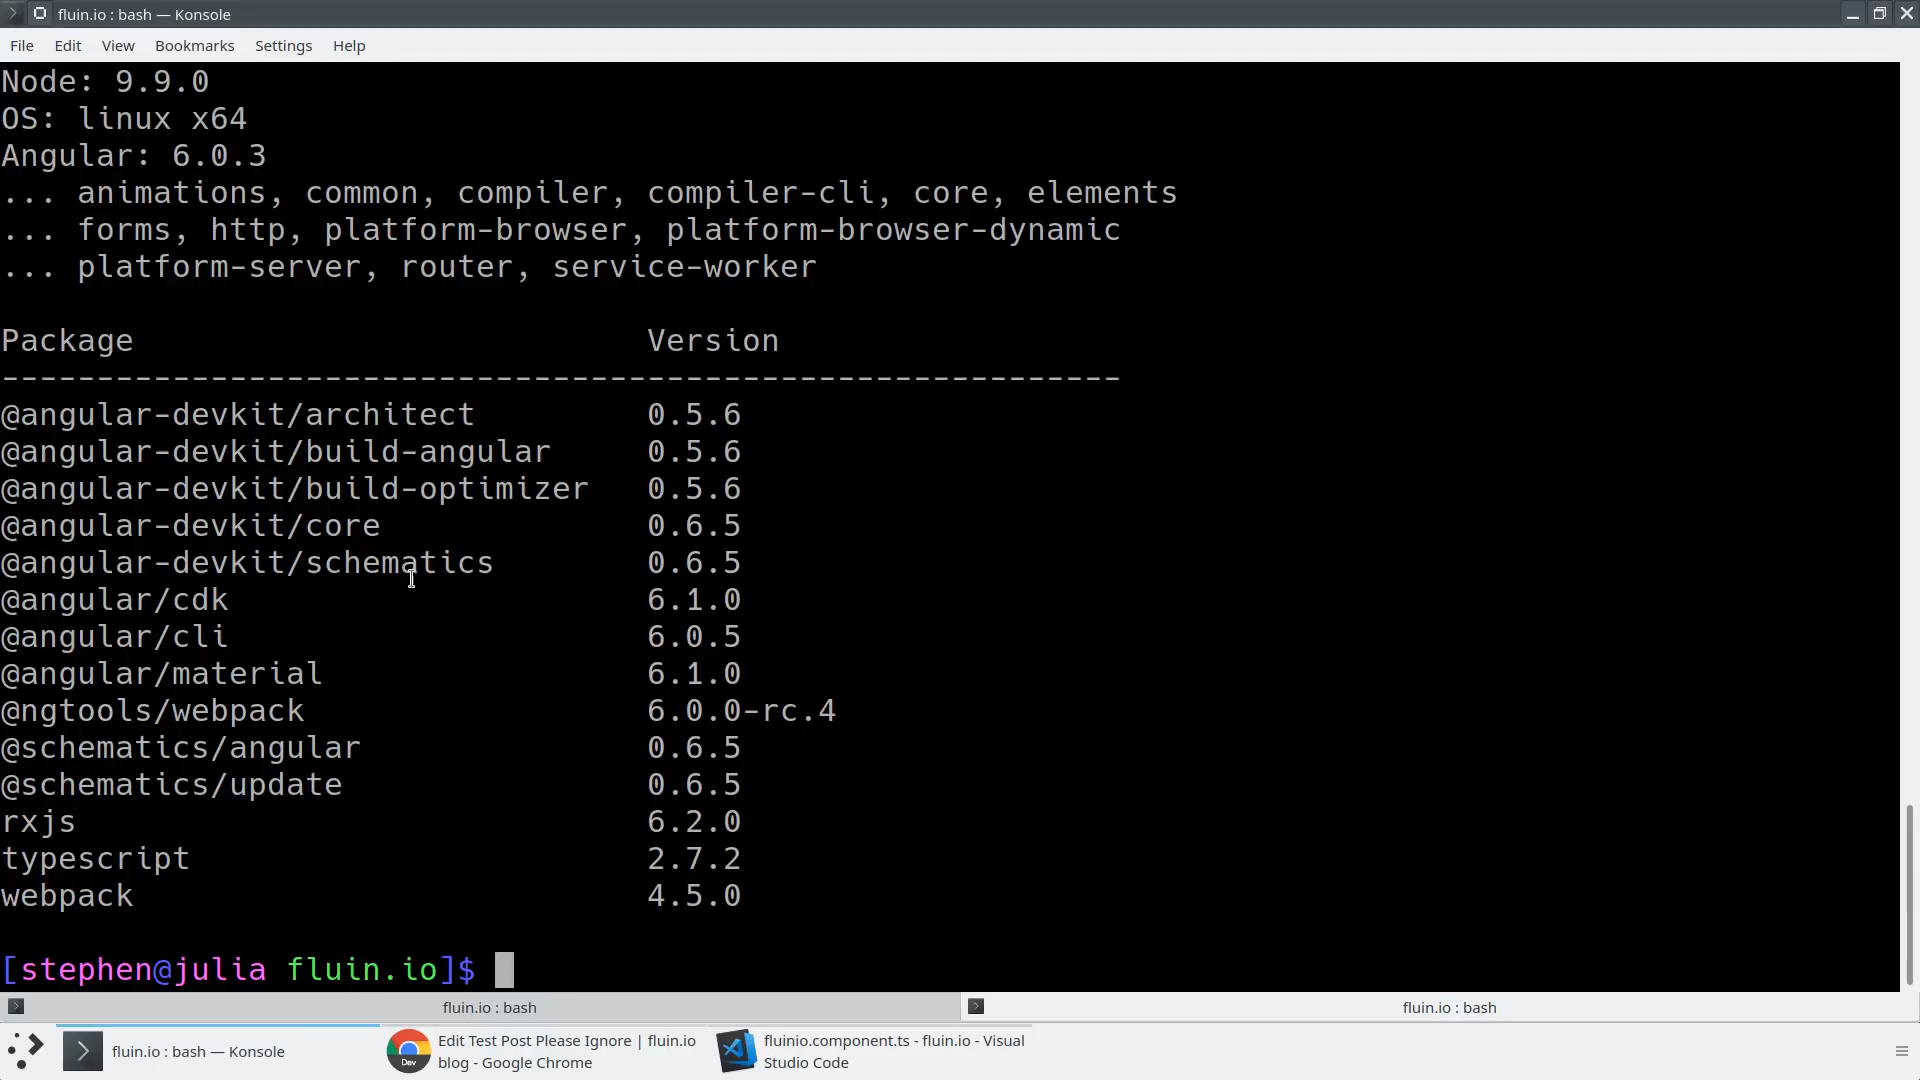 fluin.io : bash — Konsole
File Edit View Bookmarks Settings Help
Node: 9.9.0
OS: linux x64
Angular: 6.0.3
... animations, common, compiler, compiler-cli, core, elements
... forms, http, platform-browser, platform-browser-dynamic
... platform-server, router, service-worker
Package Version
-----------------------------------------------------------
@angular-devkit/architect 0.5.6
@angular-devkit/build-angular 0.5.6
@angular-devkit/build-optimizer 0.5.6
@angular-devkit/core 0.6.5
@angular-devkit/schematics 0.6.5
@angular/cdk 6.1.0
@angular/cli 6.0.5
@angular/material 6.1.0
@ngtools/webpack 6.0.0-rc.4
@schematics/angular 0.6.5
@schematics/update 0.6.5
rxjs 6.2.0
typescript 2.7.2
webpack 4.5.0
[stephen@julia fluin.io]$
fluin.io : bash fluin.io : bash
fluin.io : bash — Konsole
Dev
Edit Test Post Please Ignore | fluin.io
blog - Google Chrome
fluinio.component.ts - fluin.io - Visual
Studio Code